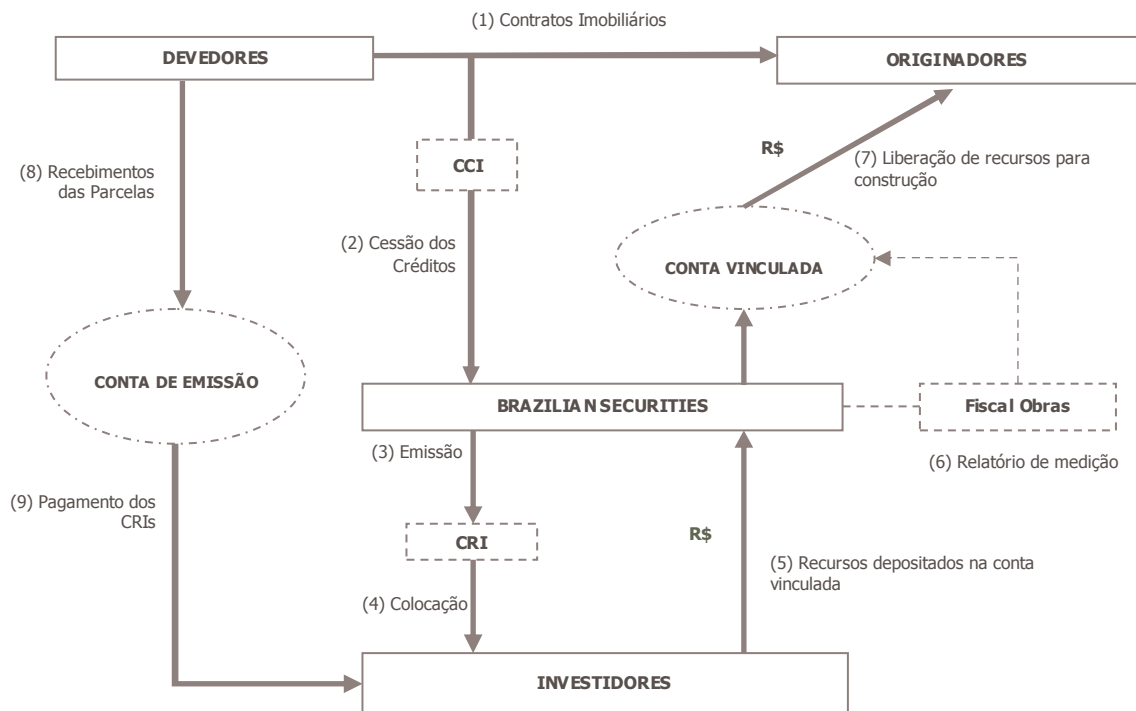 (1) Contratos Imobiliários
DEVEDORES
ORIGINADORES
R$
(7) Liberação de recursos para
construção
(8) Recebimentos
das Parcelas
CCI
(2) Cessão dos
Créditos
CONTA VINCULADA
CONTA DE EMISSÃO
BRAZILIAN SECURITIES
Fiscal Obras
(3) Emissão
(6) Relatório de medição
(9) Pagamento dos
CRIs
CRI
R$
(5) Recursos depositados na conta
vinculada
(4) Colocação
INVESTIDORES